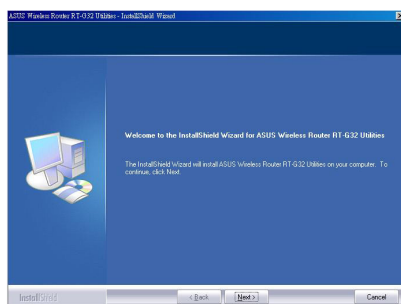 ASUS Wireless Router RT-G32 Utilities - InstallShield Wizard
Welcome to the InstallShield Wizard for ASUS Wireless Router RT-G32 Utilities
The InstallShield Wizard will install ASUS Wireless Router RT-G32 Utilities on your computer. To
continue, click Next.
InstallShield
< Back
Next >
Cancel